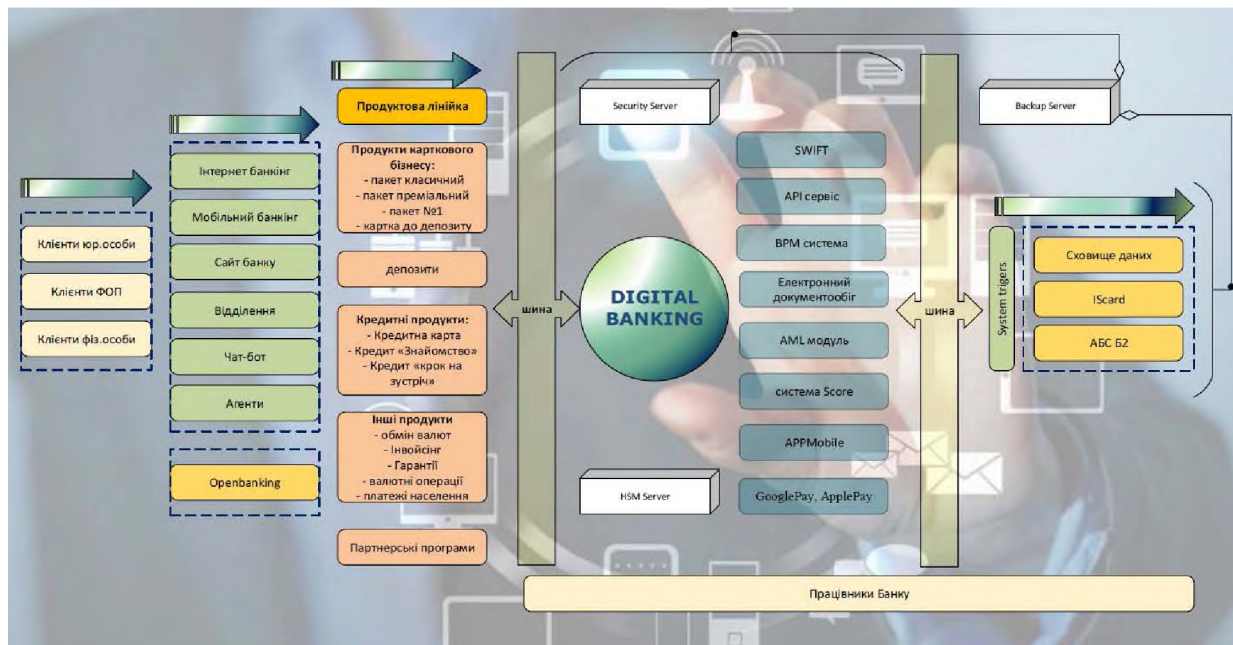 Клієнти юр.особи
Клієнти ФОП
Клієнти фіз.особи
Інтернет банкінг
Мобільний банкінг
Сайт банку
Відділення
Чат-бот
Агенти
Openbanking
Продуктова лінійка
Продукти карткового
бізнесу:
- пакет класичний
- пакет преміальний
- пакет №1
- картка до депозиту
депозити
Кредитні продукти:
- Кредитна карта
- Кредит «Знайомство»
- Кредит «крок на
зустріч»
Інші продукти
- обмін валют
- Інвойсінг
- Гарантії
- валютні операції
- платежі населення
Партнерські програми
шина
Security Server
DIGITAL
BANKING
HSM Server
SWIFT
АРІ сервіс
BPM система
Електронний
документообіг
AML модуль
система Score
APPMobile
GooglePay, ApplePay
шина
Backup Server
System trigers
Сховище даних
IScard
АБС Б2
Працівники Банку